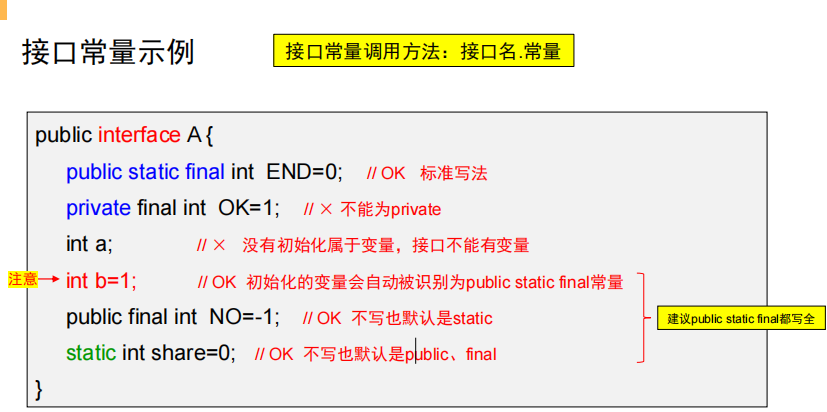 接口常量示例
接口常量调用方法：接口名.常量
public interface A {
public static final int END=0; // OK 标准写法
private final int OK=1; // × 不能为private
int a; // × 没有初始化属于变量，接口不能有变量
注意 int b=1; // OK 初始化的变量会自动被识别为public static final常量
public final int NO=-1; // OK 不写也默认是static
建议public static final都写全
static int share=0; // OK 不写也默认是public、final
}